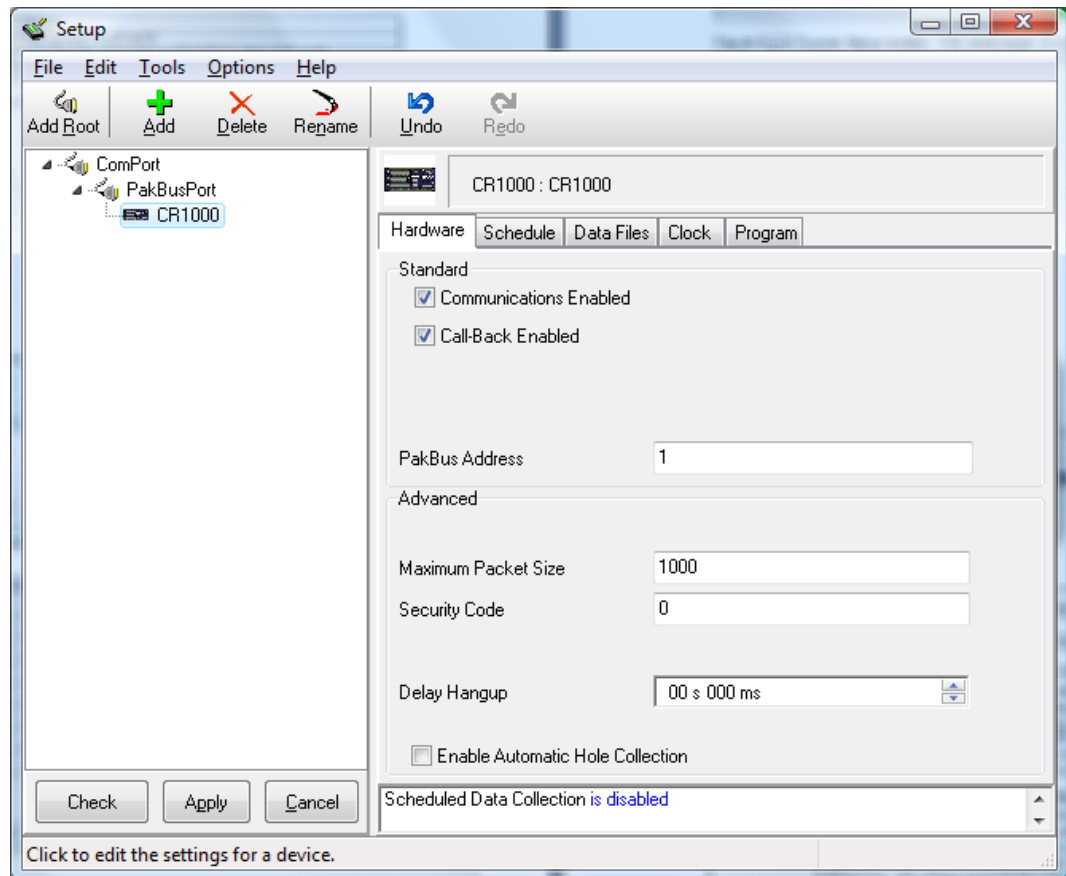 Setup
File Edit Tools Options Help
Add Root Add Delete Rename Undo Redo
ComPort
PakBusPort
CR1000
CR1000 : CR1000
Hardware Schedule Data Files Clock Program
Standard
Communications Enabled
Call-Back Enabled
PakBus Address 1
Advanced
Maximum Packet Size 1000
Security Code 0
Delay Hangup 00 s 000 ms
Enable Automatic Hole Collection
Check Apply Cancel
Scheduled Data Collection is disabled
Click to edit the settings for a device.